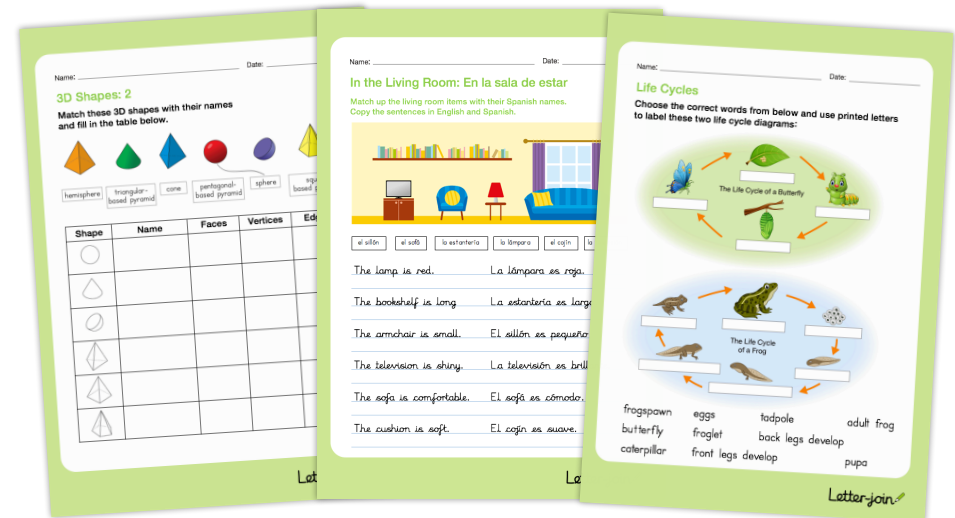 Name:
Date:
3D Shapes: 2
Match these 3D shapes with their names
and fill in the table below.
hemisphere
triangular-
based pyramid
cone
pentagonal-
based pyramid
sphere
Shape Name Faces Vertices
Name:
Date:
In the Living Room: En la sala de estar
Match up the living room items with their Spanish names.
Copy the sentences in English and Spanish.
el sillón el sofá la estantería la lámpara el cojín la
The lamp is red. La lámpara es roja.
The bookshelf is long La estantería es larga
The armchair is small. El sillón es pequeño
The television is shiny. La televisión es brill
The sofa is comfortable. El sofá es cómodo.
The cushion is soft. El cojín es suave.
Name:
Date:
Life Cycles
Choose the correct words from below and use printed letters
to label these two life cycle diagrams:
The Life Cycle of a Butterfly
The Life Cycle
of a Frog
frogspawn eggs tadpole adult frog
butterfly froglet back legs develop
caterpillar front legs develop pupa
Letter-join